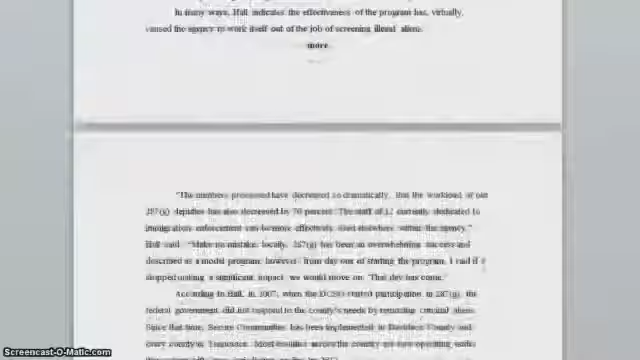 In many ways, Hall indicates the effectiveness of the program has, virtually,
caused the agency to work itself out of the job of screening illegal aliens.
more
"The numbers processed have decreased so dramatically, that the workload of our
287(g) deputies has also decreased by 70 percent. The staff of 12 currently dedicated to
immigration enforcement can be more effectively used elsewhere within the agency."
Hall said. "Make no mistake, locally, 287(g) has been an overwhelming success and
described as a model program; however, from day one of starting the program, I said if it
stopped making a significant impact we would move on. That day has come."
According to Hall, in 2007, when the DCSO started participating in 287(g), the
federal government did not respond to the county's needs by removing criminal aliens.
Since that time, Secure Communities has been implemented in Davidson County and
every county in Tennessee. Most counties across the country are now operating under
Screencast-O-Matic.com